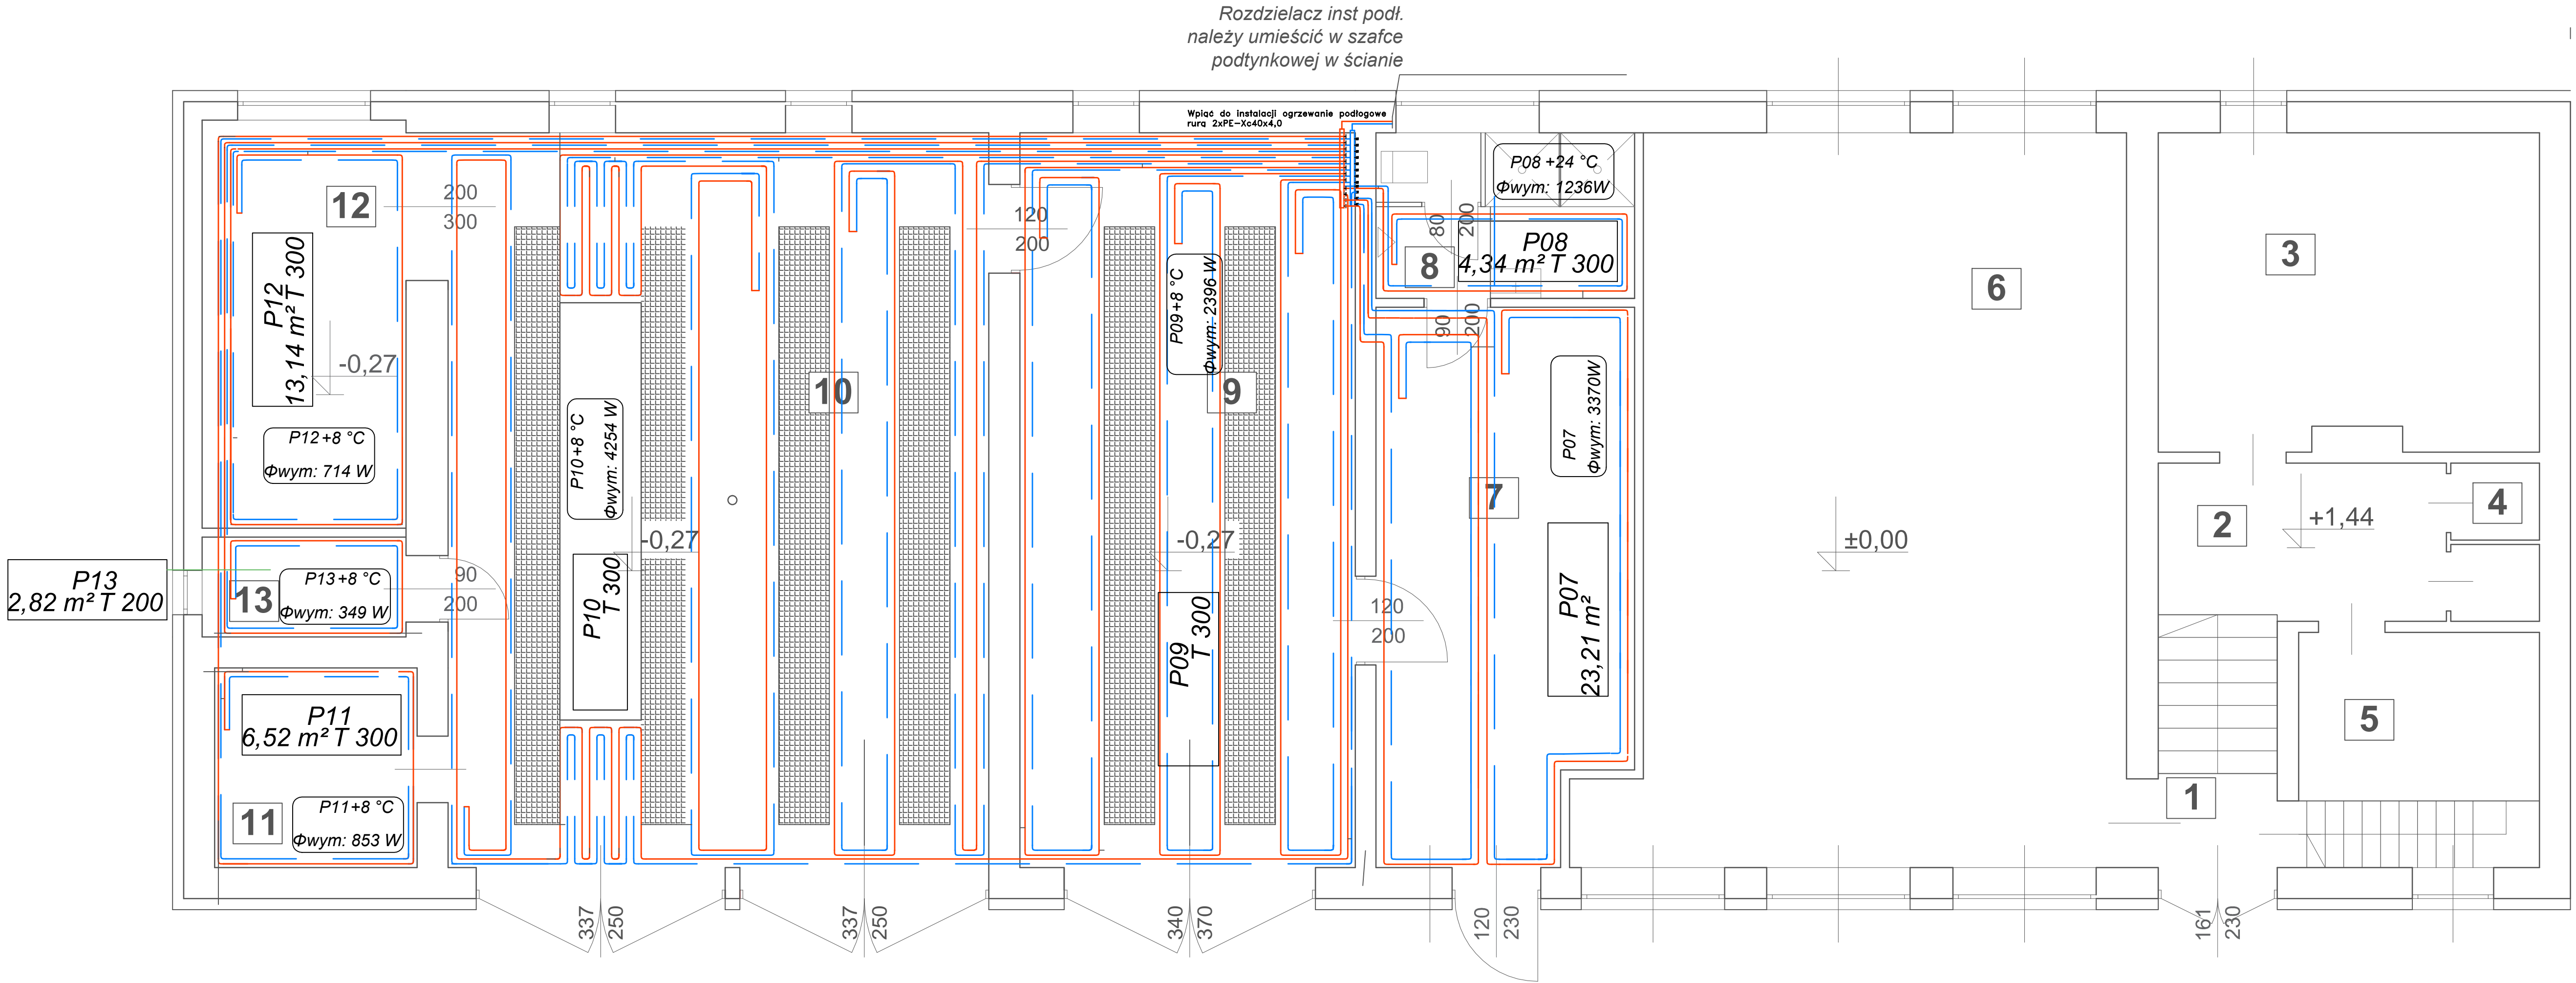 Rozdzielacz inst podł.
należy umieścić w szafce
podtynkowej w ścianie
Wpiąć do instalacji ogrzewanie podłogowe
rurą 2xPE-Xc40x4,0
12
200
300
P12
13,14 m² T 300
-0,27
P12 +8 °C
Φwym: 714 W
P13
2,82 m² T 200
13
P13 +8 °C
Φwym: 349 W
90
200
P11
6,52 m² T 300
11
P11 +8 °C
Φwym: 853 W
P10 +8 °C
Φwym: 4254 W
P10
T 300
-0,27
10
120
200
P09 +8 °C
Φwym: 2396 W
9
-0,27
P09
T 300
120
200
P08 +24 °C
Φwym: 1236W
80
200
8
P08
4,34 m² T 300
90
200
P07
Φwym: 3370W
7
P07
23,21 m²
6
±0,00
3
2
+1,44
4
5
1
337
250
337
250
340
370
120
230
161
230